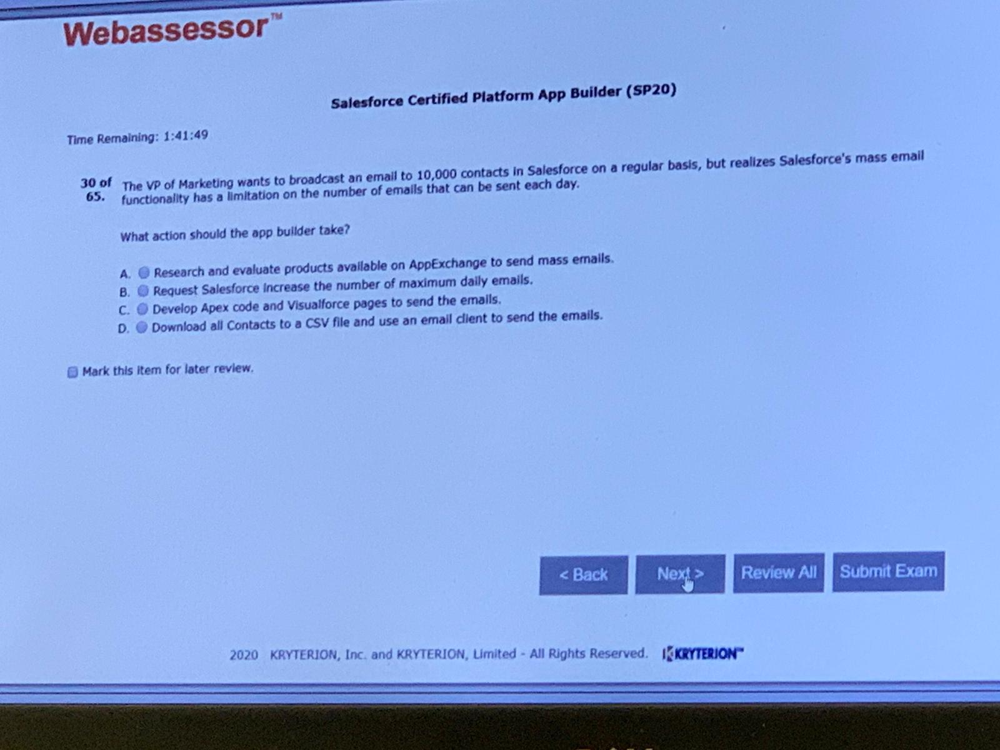 Webassessor™
Salesforce Certified Platform App Builder (SP20)
Time Remaining: 1:41:49
30 of 65. The VP of Marketing wants to broadcast an email to 10,000 contacts in Salesforce on a regular basis, but realizes Salesforce's mass email
functionality has a limitation on the number of emails that can be sent each day.
What action should the app builder take?
A. Research and evaluate products available on AppExchange to send mass emails.
B. Request Salesforce increase the number of maximum daily emails.
C. Develop Apex code and Visualforce pages to send the emails.
D. Download all Contacts to a CSV file and use an email client to send the emails.
Mark this item for later review.
< Back Next > Review All Submit Exam
2020 KRYTERION, Inc. and KRYTERION, Limited - All Rights Reserved. KRYTERION™